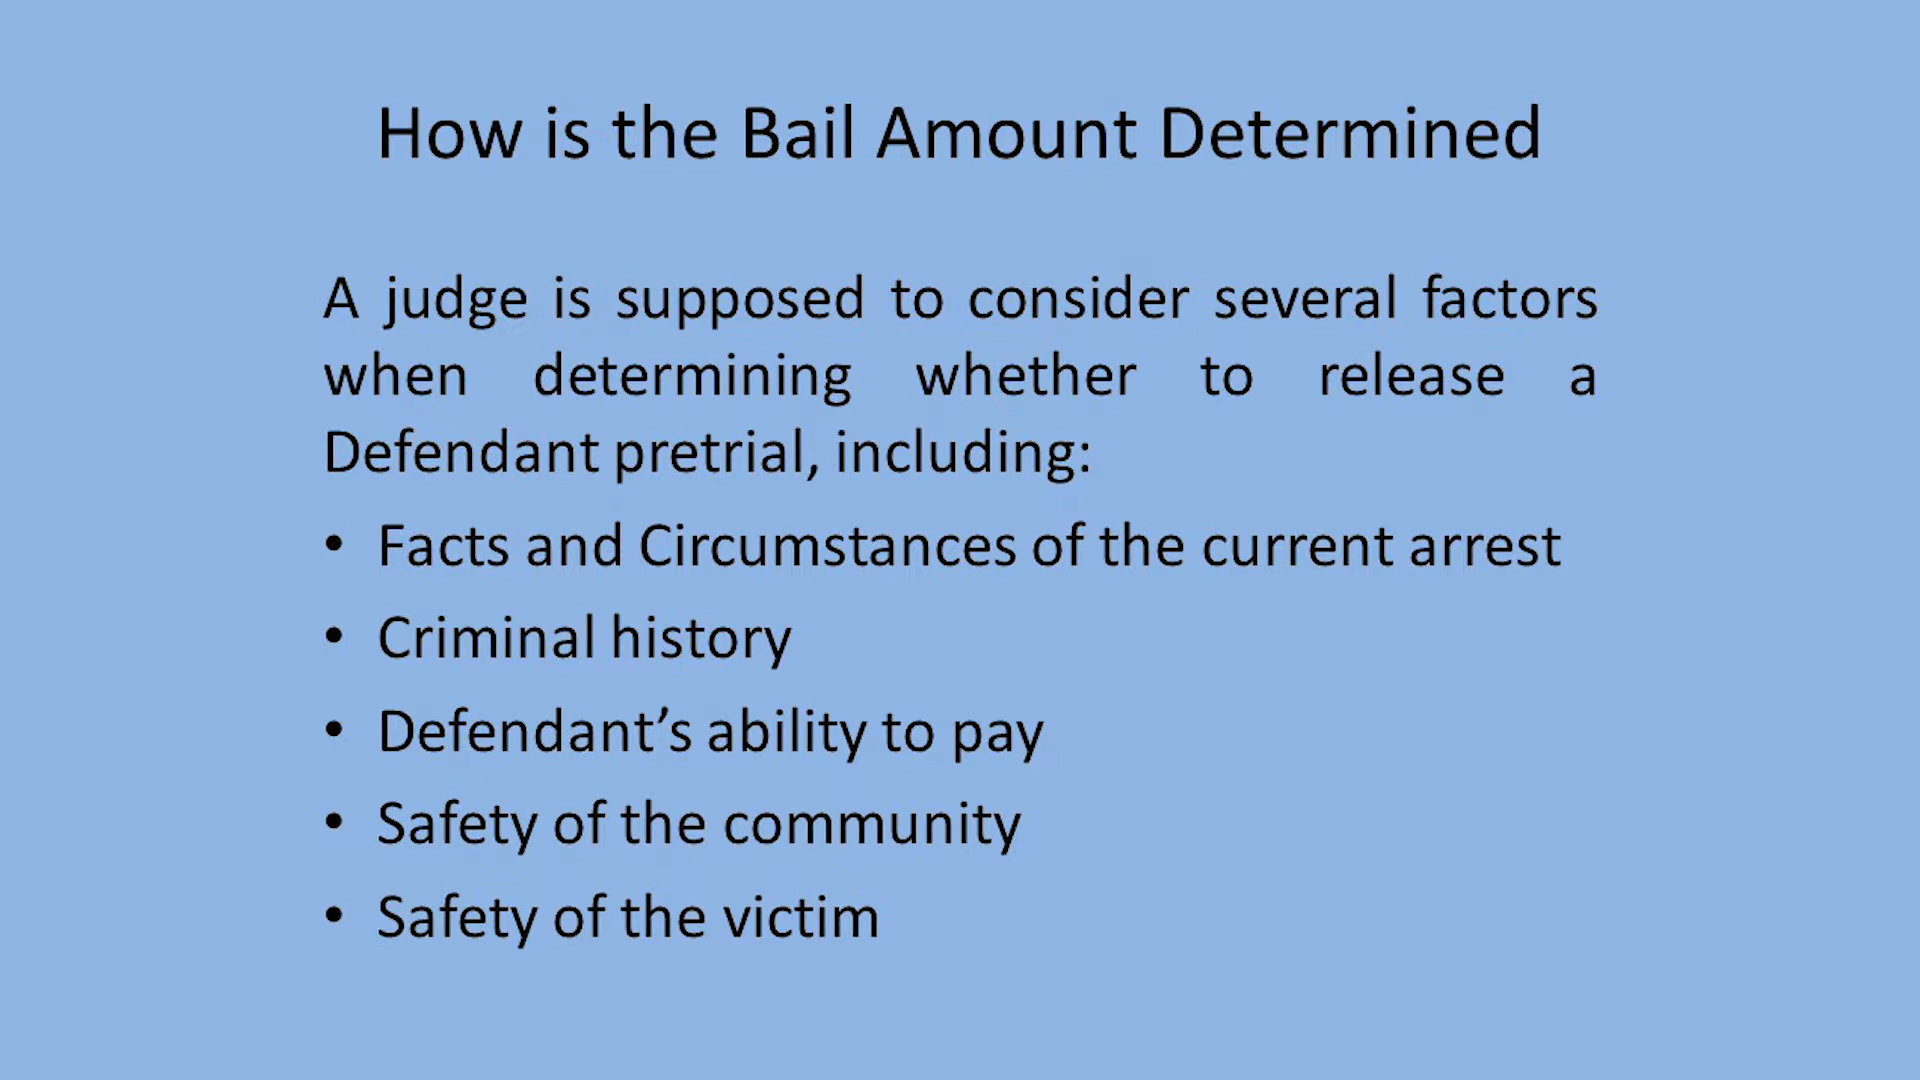 How is the Bail Amount Determined
A judge is supposed to consider several factors
when determining whether to release a
Defendant pretrial, including:
• Facts and Circumstances of the current arrest
• Criminal history
• Defendant’s ability to pay
• Safety of the community
• Safety of the victim